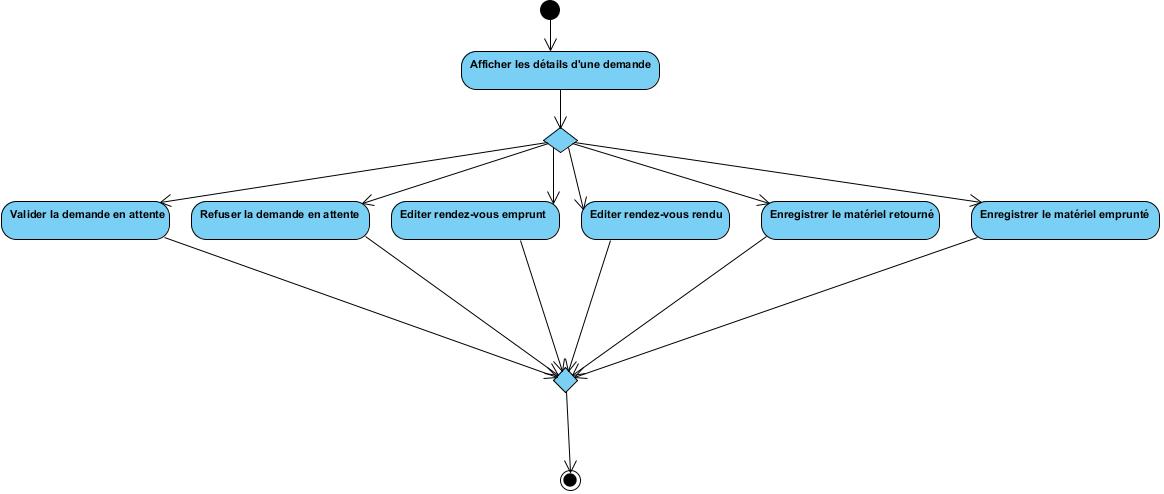 Afficher les détails d'une demande
Valider la demande en attente
Refuser la demande en attente
Editer rendez-vous emprunt
Editer rendez-vous rendu
Enregistrer le matériel retourné
Enregistrer le matériel emprunté